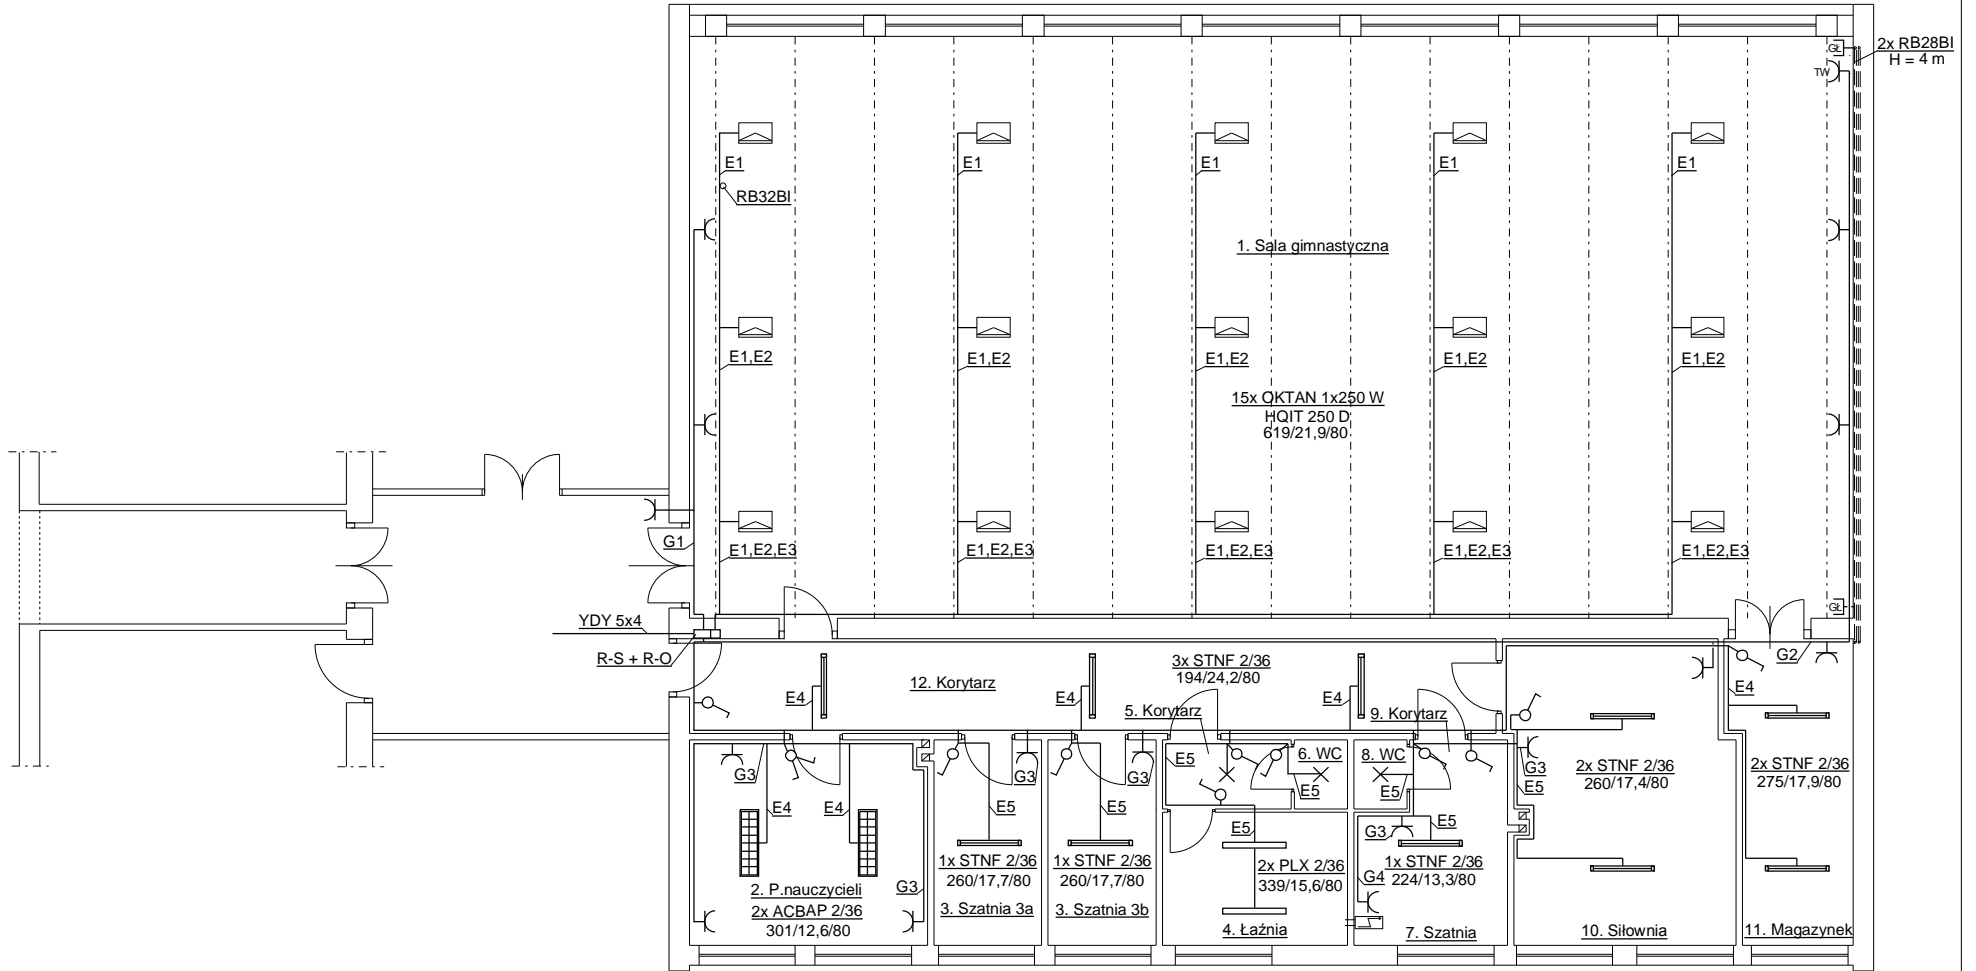 GŁ
2x RB28BI
H = 4 m
TW
E1
E1
E1
E1
E1
RB32BI
1. Sala gimnastyczna
E1,E2
E1,E2
E1,E2
E1,E2
E1,E2
15x OKTAN 1x250 W
HQIT 250 D
619/21,9/80
G1
E1,E2,E3
E1,E2,E3
E1,E2,E3
E1,E2,E3
E1,E2,E3
GŁ
YDY 5x4
R-S + R-O
G2
3x STNF 2/36
194/24,2/80
12. Korytarz
E4
E4
E4
E4
5. Korytarz
9. Korytarz
G3
G3
G3
E5
6. WC
8. WC
G3
E5
E5
E5
2x STNF 2/36
260/17,4/80
2x STNF 2/36
275/17,9/80
E4
E4
E5
E5
E5
G3
E5
1x STNF 2/36
260/17,7/80
1x STNF 2/36
260/17,7/80
2x PLX 2/36
339/15,6/80
1x STNF 2/36
224/13,3/80
G4
2. P.nauczycieli
G3
2x ACBAP 2/36
301/12,6/80
3. Szatnia 3a
3. Szatnia 3b
4. Łaźnia
7. Szatnia
10. Siłownia
11. Magazynek